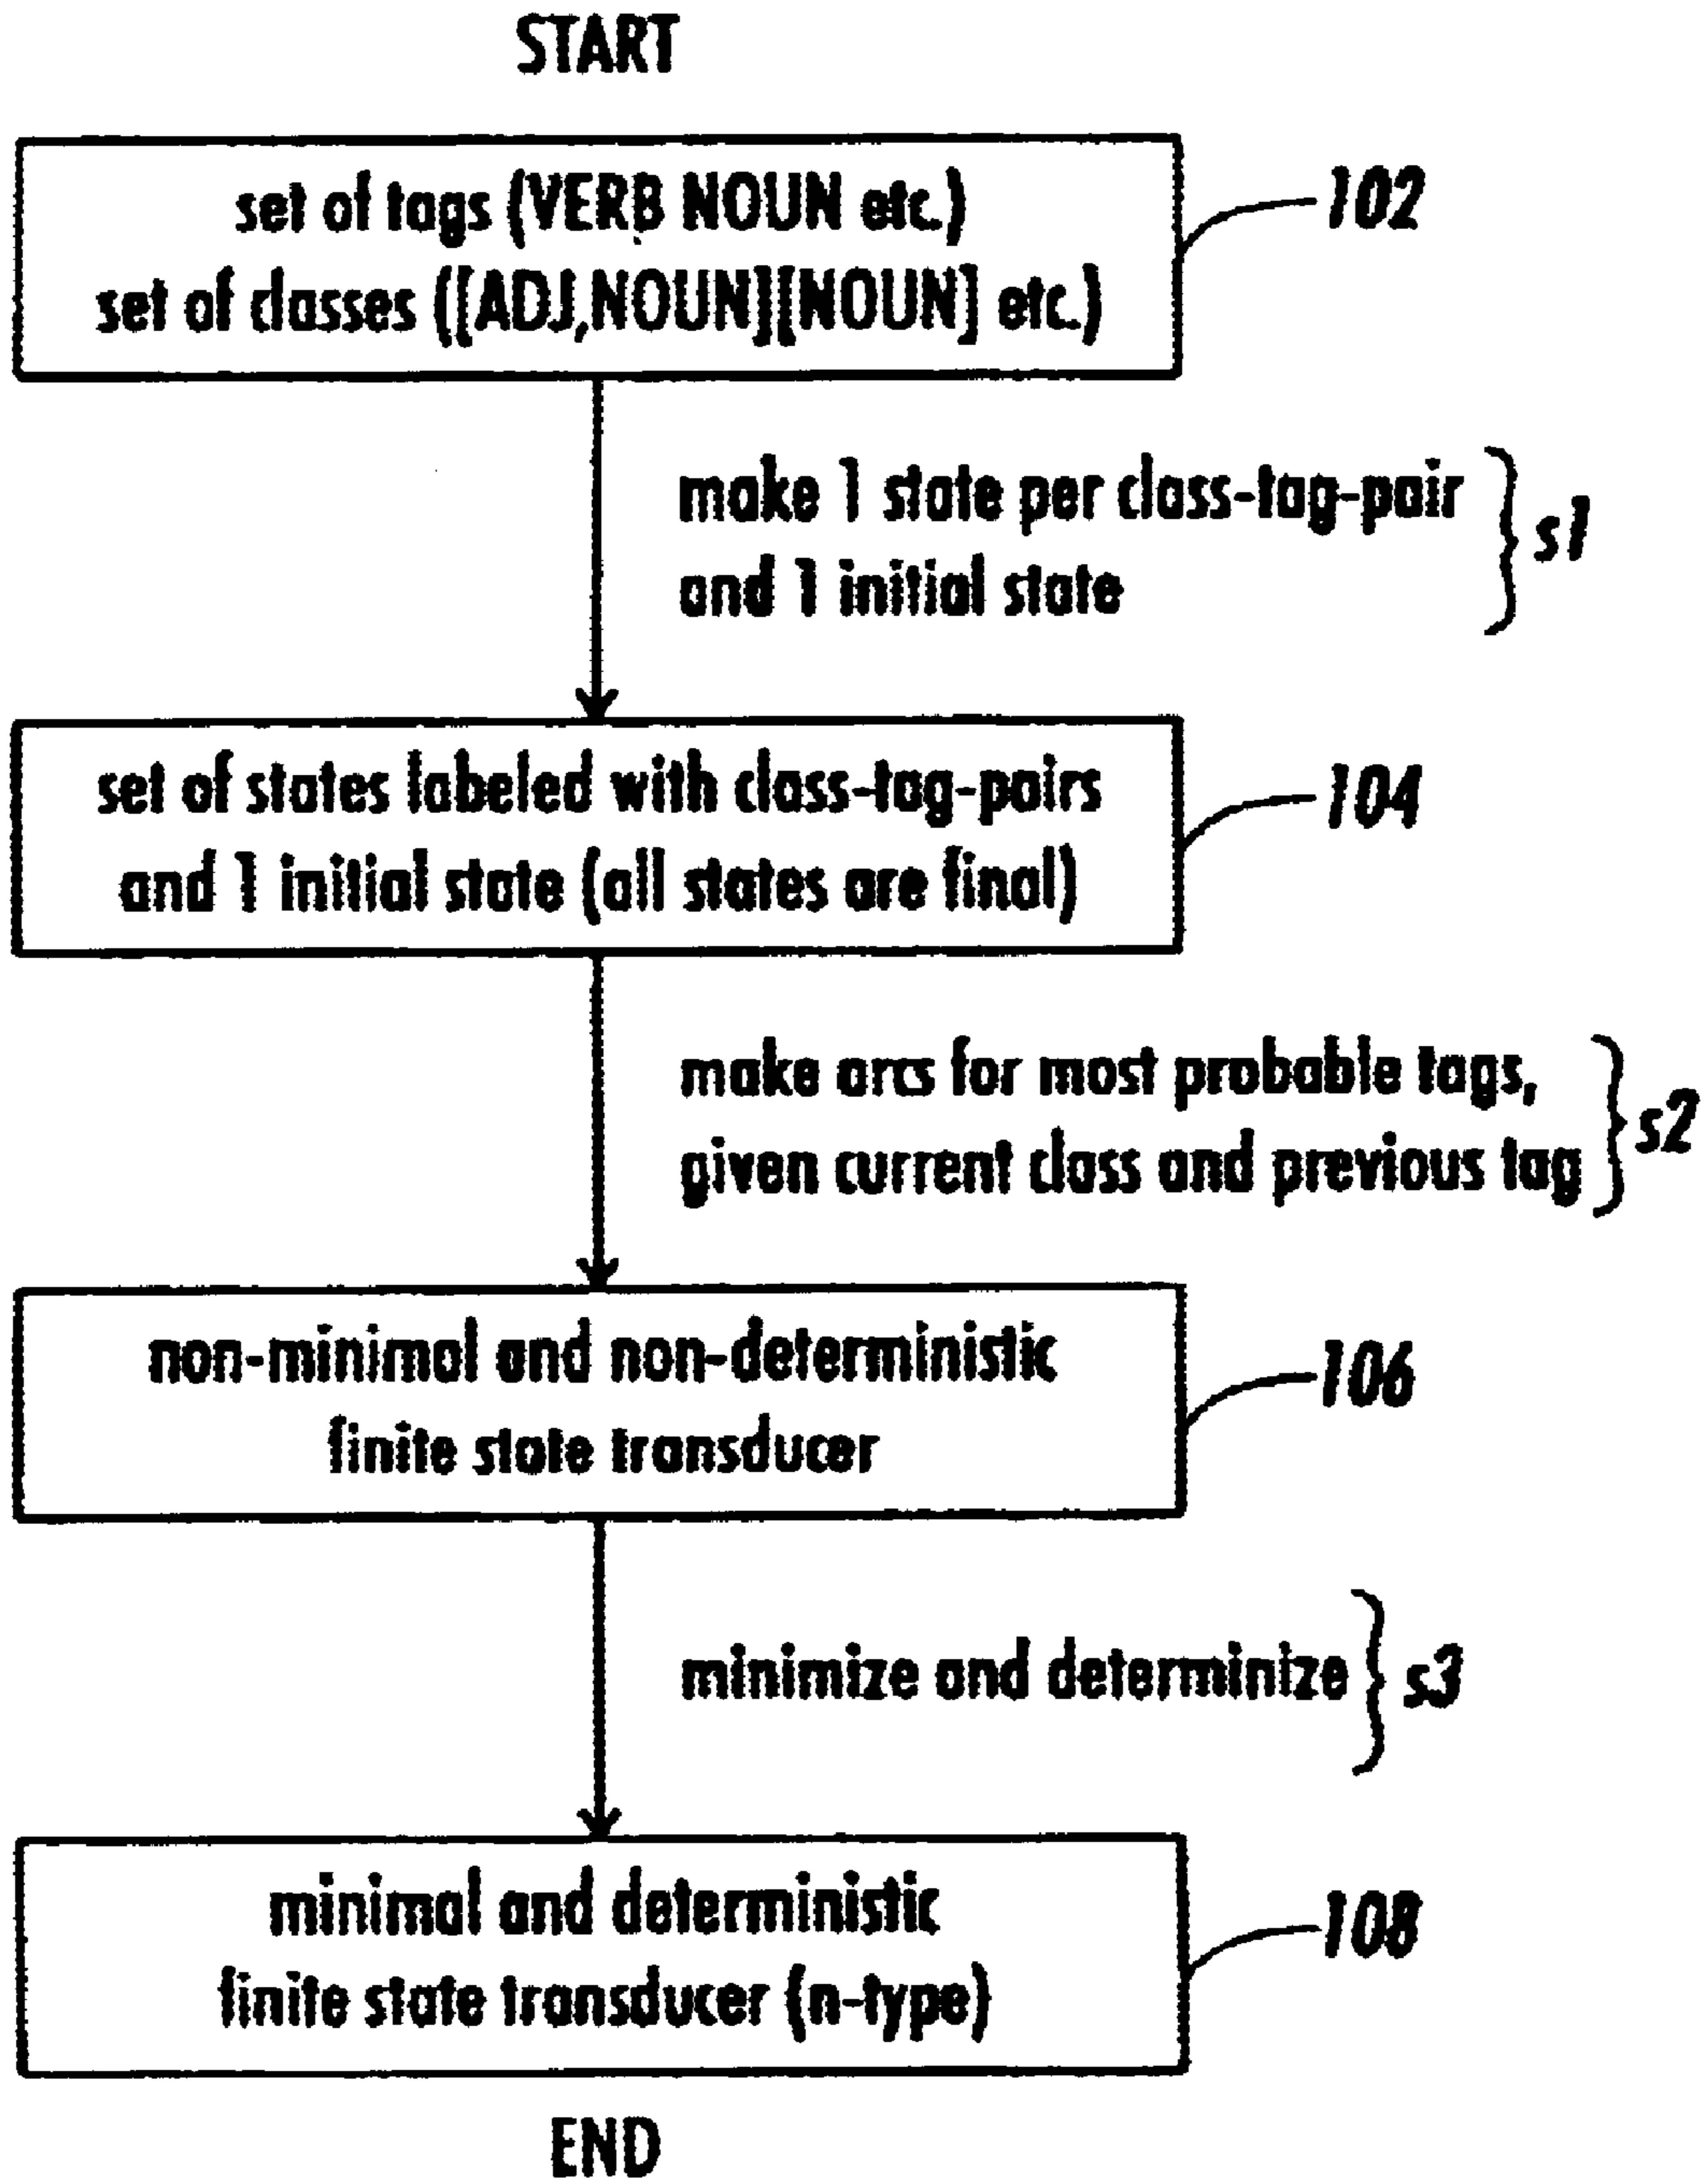 START
set of tags (VERB NOUN etc.)
set of classes ([ADJ,NOUN][NOUN] etc.)
102
make 1 state per class-tag-pair
and 1 initial state
s1
set of states labeled with class-tag-pairs
and 1 initial state (all states are final)
104
make arcs for most probable tags,
given current class and previous tag
s2
non-minimal and non-deterministic
finite state transducer
106
minimize and determinize
s3
minimal and deterministic
finite state transducer (n-type)
108
END